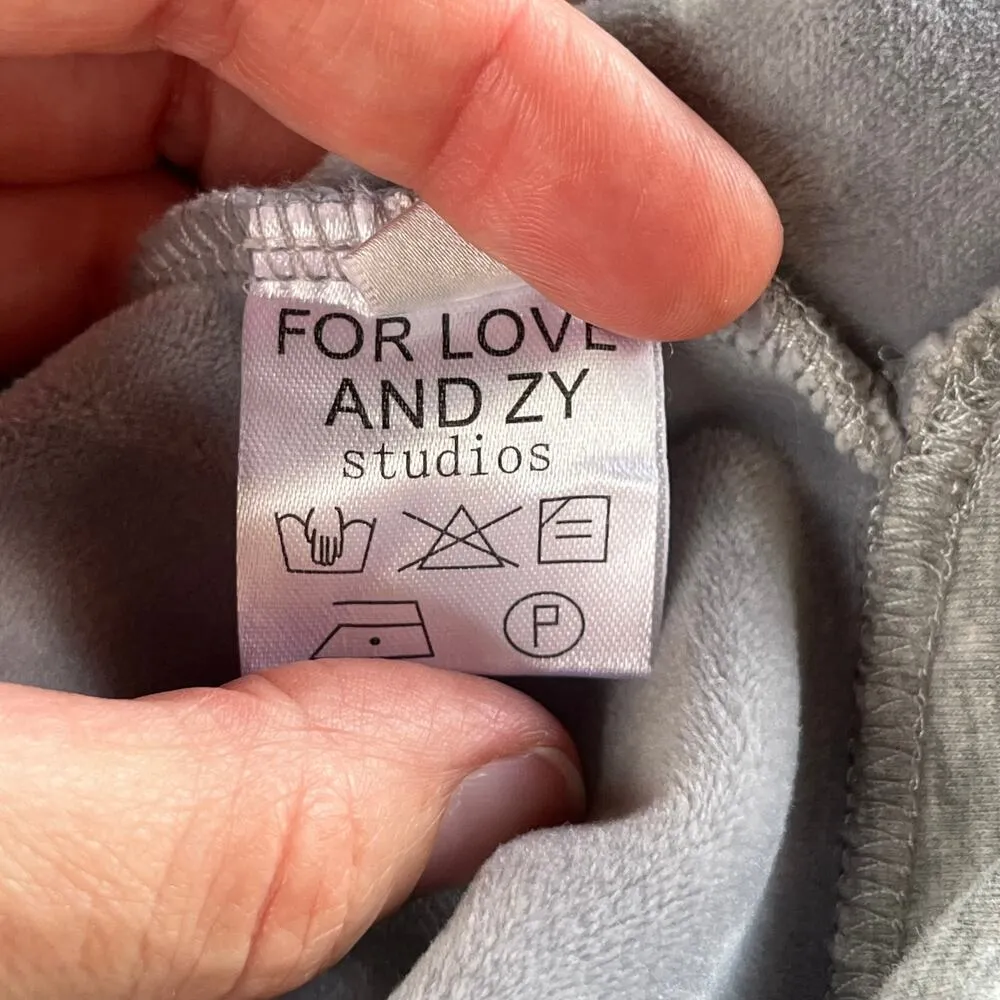 FOR LOVE
AND ZY
studios
P